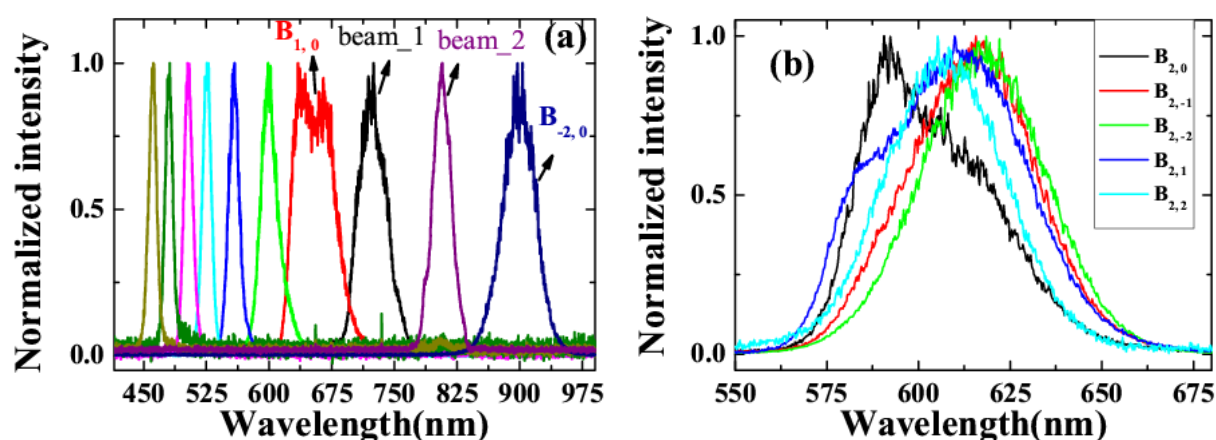 (a)
B1, 0
beam_1
beam_2
B-2, 0
1.0
0.5
0.0
Normalized intensity
450 525 600 675 750 825 900 975
Wavelength(nm)
(b)
B2, 0
B2, -1
B2, -2
B2, 1
B2, 2
1.0
0.5
0.0
Normalized intensity
550 575 600 625 650 675
Wavelength(nm)